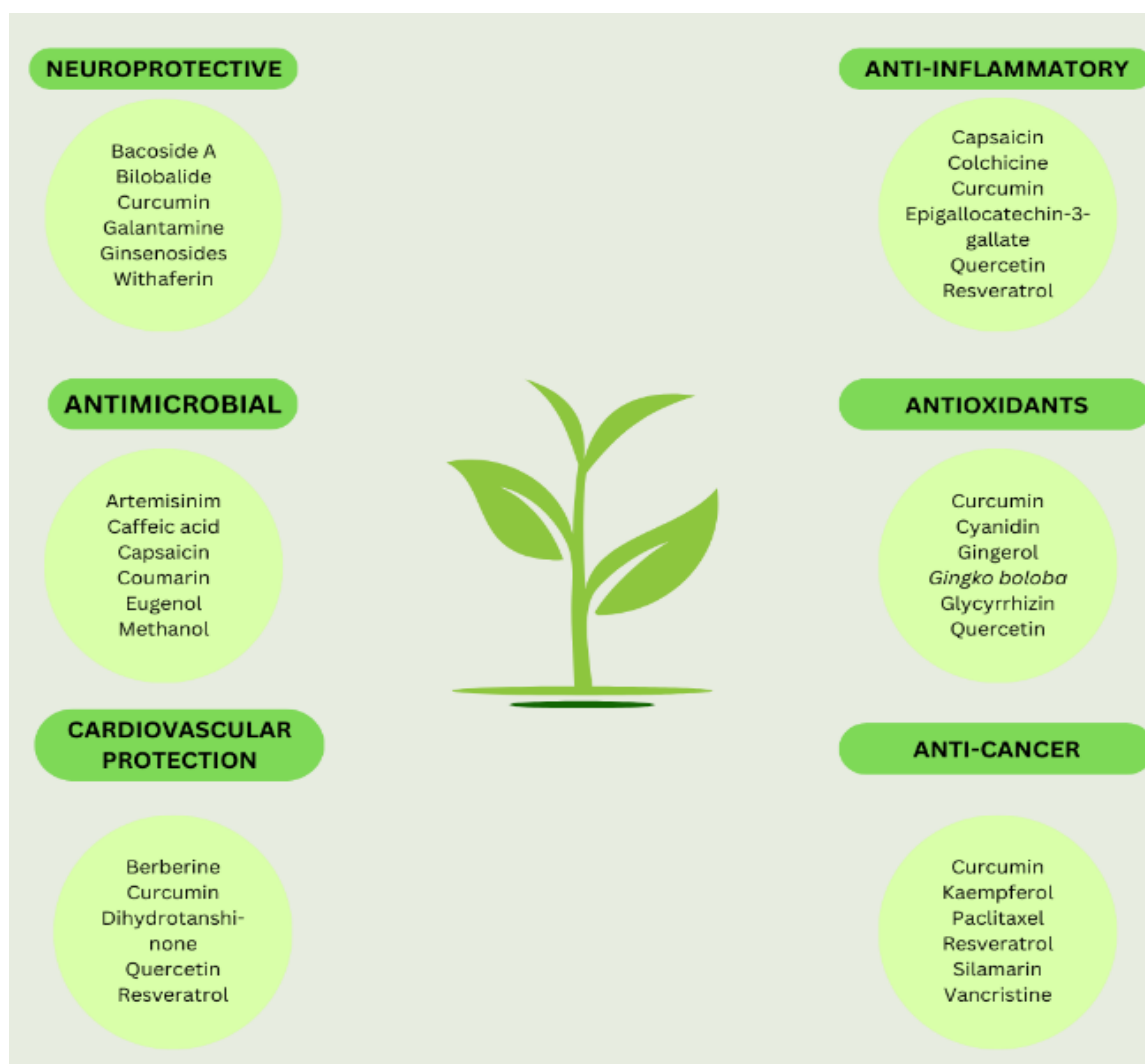 NEUROPROTECTIVE
Bacoside A
Bilobalide
Curcumin
Galantamine
Ginsenosides
Withaferin
ANTI-INFLAMMATORY
Capsaicin
Colchicine
Curcumin
Epigallocatechin-3-
gallate
Quercetin
Resveratrol
ANTIMICROBIAL
Artemisinim
Caffeic acid
Capsaicin
Coumarin
Eugenol
Methanol
ANTIOXIDANTS
Curcumin
Cyanidin
Gingerol
Gingko boloba
Glycyrrhizin
Quercetin
CARDIOVASCULAR
PROTECTION
Berberine
Curcumin
Dihydrotanshi-
none
Quercetin
Resveratrol
ANTI-CANCER
Curcumin
Kaempferol
Paclitaxel
Resveratrol
Silamarin
Vancristine